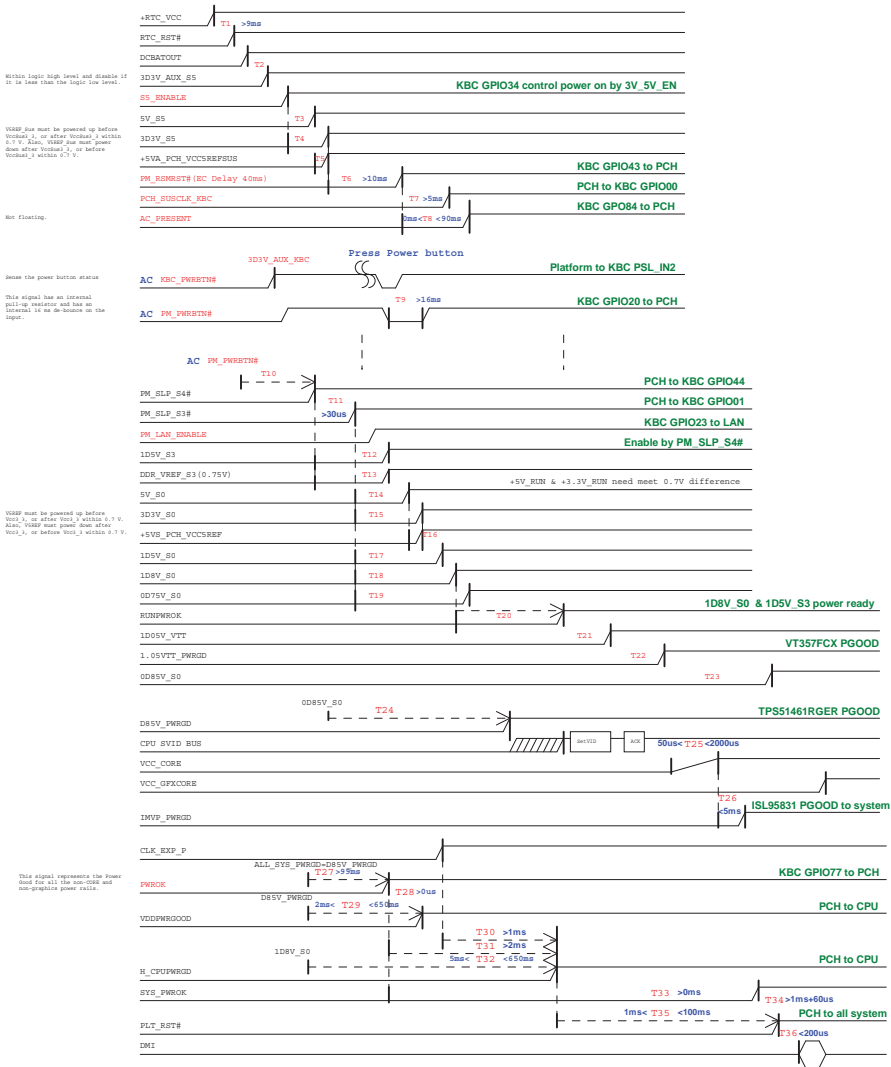 +RTC_VCC
T1 >9ms
RTC_RST#
DCBATOUT
T2
Within logic high level and disable if
it is less than the logic low level.
3D3V_AUX_S5
KBC GPIO34 control power on by 3V_5V_EN
S5_ENABLE
5V_S5
T3
V5REF_Sus must be powered up before
VccSus3_3, or after VccSus3_3 within
0.7 V. Also, V5REF_Sus must power
down after VccSus3_3, or before
VccSus3_3 within 0.7 V.
3D3V_S5
T4
+5VA_PCH_VCC5REFSUS
T5
KBC GPIO43 to PCH
PM_RSMRST#(EC Delay 40ms)
T6 >10ms
PCH to KBC GPIO00
PCH_SUSCLK_KBC
T7 >5ms
KBC GPO84 to PCH
Not floating.
AC_PRESENT
0ms< T8 <90ms
Press Power button
3D3V_AUX_KBC
Platform to KBC PSL_IN2
Sense the power button status
AC KBC_PWRBTN#
This signal has an internal
pull-up resistor and has an
internal 16 ms de-bounce on the
input.
T9 >16ms
KBC GPIO20 to PCH
AC PM_PWRBTN#
AC PM_PWRBTN#
T10
PCH to KBC GPIO44
PM_SLP_S4#
T11
PCH to KBC GPIO01
PM_SLP_S3#
>30us
KBC GPIO23 to LAN
PM_LAN_ENABLE
Enable by PM_SLP_S4#
1D5V_S3
T12
DDR_VREF_S3(0.75V)
T13
+5V_RUN & +3.3V_RUN need meet 0.7V difference
5V_S0
T14
V5REF must be powered up before
Vcc3_3, or after Vcc3_3 within 0.7 V.
Also, V5REF must power down after
Vcc3_3, or before Vcc3_3 within 0.7 V.
3D3V_S0
T15
+5VS_PCH_VCC5REF
T16
1D5V_S0
T17
1D8V_S0
T18
0D75V_S0
T19
1D8V_S0 & 1D5V_S3 power ready
RUNPWROK
T20
1D05V_VTT
T21
VT357FCX PGOOD
1.05VTT_PWRGD
T22
0D85V_S0
T23
0D85V_S0
T24
TPS51461RGER PGOOD
D85V_PWRGD
CPU SVID BUS
SetVID
ACK
50us< T25 <2000us
VCC_CORE
VCC_GFXCORE
T26
ISL95831 PGOOD to system
<5ms
IMVP_PWRGD
CLK_EXP_P
ALL_SYS_PWRGD=D85V_PWRGD
This signal represents the Power
Good for all the non-CORE and
non-graphics power rails.
T27 >99ms
KBC GPIO77 to PCH
PWROK
T28 >0us
D85V_PWRGD
2ms< T29 <650ms
PCH to CPU
VDDPWRGOOD
T30 >1ms
T31 >2ms
1D8V_S0
5ms< T32 <650ms
PCH to CPU
H_CPUPWRGD
SYS_PWROK
T33 >0ms
T34 >1ms+60us
1ms< T35 <100ms
PCH to all system
PLT_RST#
T36 <200us
DMI